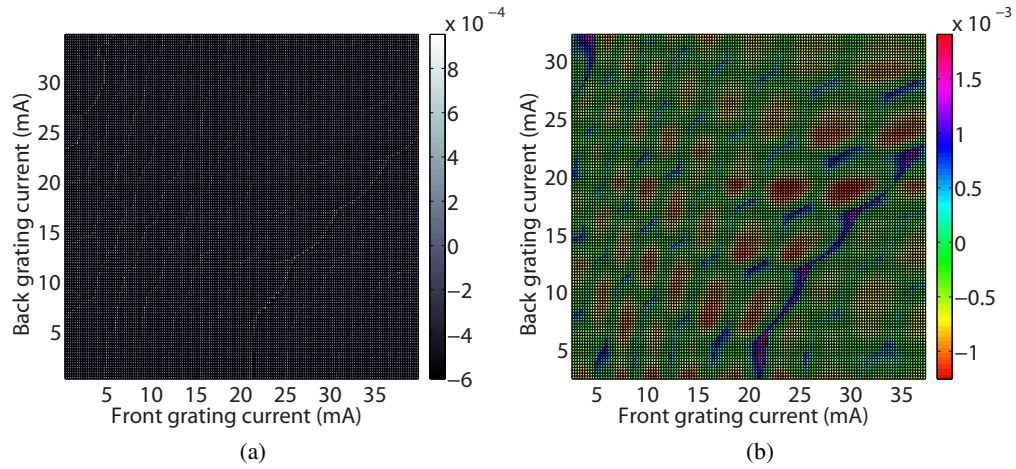 x 10⁻⁴
x 10⁻³
30
25
20
15
10
5
Back grating current (mA)
5 10 15 20 25 30 35
Front grating current (mA)
8
6
4
2
0
−2
−4
−6
(a)
30
25
20
15
10
5
Back grating current (mA)
5 10 15 20 25 30 35
Front grating current (mA)
1.5
1
0.5
0
−0.5
−1
(b)